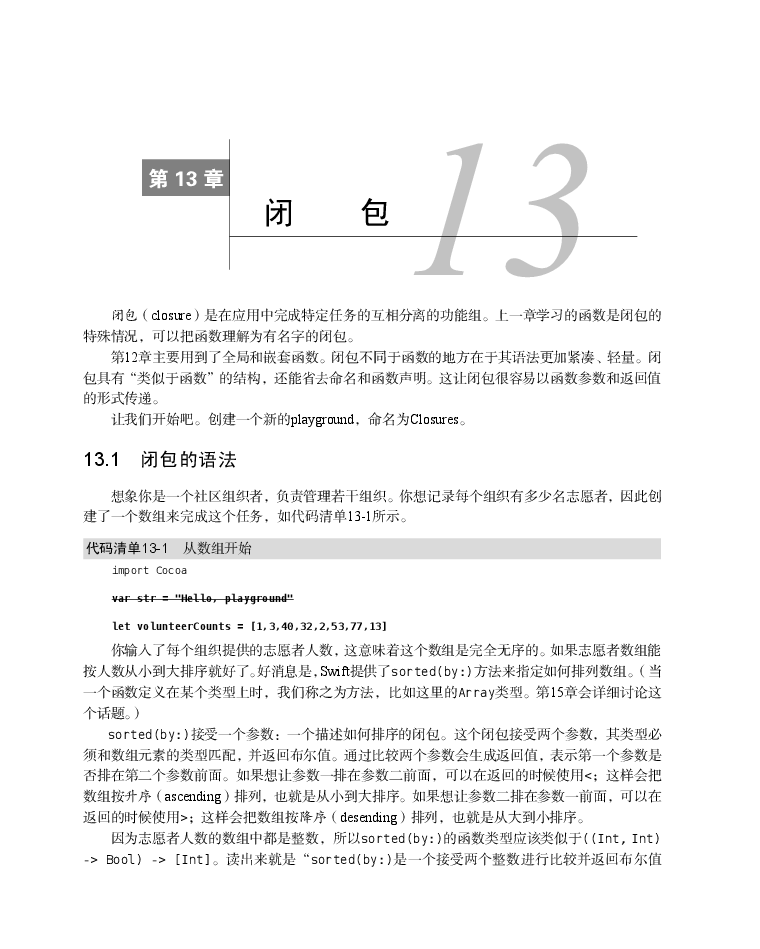 第 13 章
闭 包
13
闭包（closure）是在应用中完成特定任务的互相分离的功能组。上一章学习的函数是闭包的
特殊情况，可以把函数理解为有名字的闭包。
第12章主要用到了全局和嵌套函数。闭包不同于函数的地方在于其语法更加紧凑、轻量。闭
包具有“类似于函数”的结构，还能省去命名和函数声明。这让闭包很容易以函数参数和返回值
的形式传递。
让我们开始吧。创建一个新的playground，命名为Closures。
13.1 闭包的语法
想象你是一个社区组织者，负责管理若干组织。你想记录每个组织有多少名志愿者，因此创
建了一个数组来完成这个任务，如代码清单13-1所示。
代码清单13-1 从数组开始
import Cocoa
var str = "Hello, playground"
let volunteerCounts = [1,3,40,32,2,53,77,13]
你输入了每个组织提供的志愿者人数，这意味着这个数组是完全无序的。如果志愿者数组能
按人数从小到大排序就好了。好消息是，Swift提供了sorted(by:)方法来指定如何排列数组。（当
一个函数定义在某个类型上时，我们称之为方法，比如这里的Array类型。第15章会详细讨论这
个话题。）
sorted(by:)接受一个参数：一个描述如何排序的闭包。这个闭包接受两个参数，其类型必
须和数组元素的类型匹配，并返回布尔值。通过比较两个参数会生成返回值，表示第一个参数是
否排在第二个参数前面。如果想让参数一排在参数二前面，可以在返回的时候使用<；这样会把
数组按升序（ascending）排列，也就是从小到大排序。如果想让参数二排在参数一前面，可以在
返回的时候使用>；这样会把数组按降序（desending）排列，也就是从大到小排序。
因为志愿者人数的数组中都是整数，所以sorted(by:)的函数类型应该类似于((Int, Int)
-> Bool) -> [Int]。读出来就是“sorted(by:)是一个接受两个整数进行比较并返回布尔值